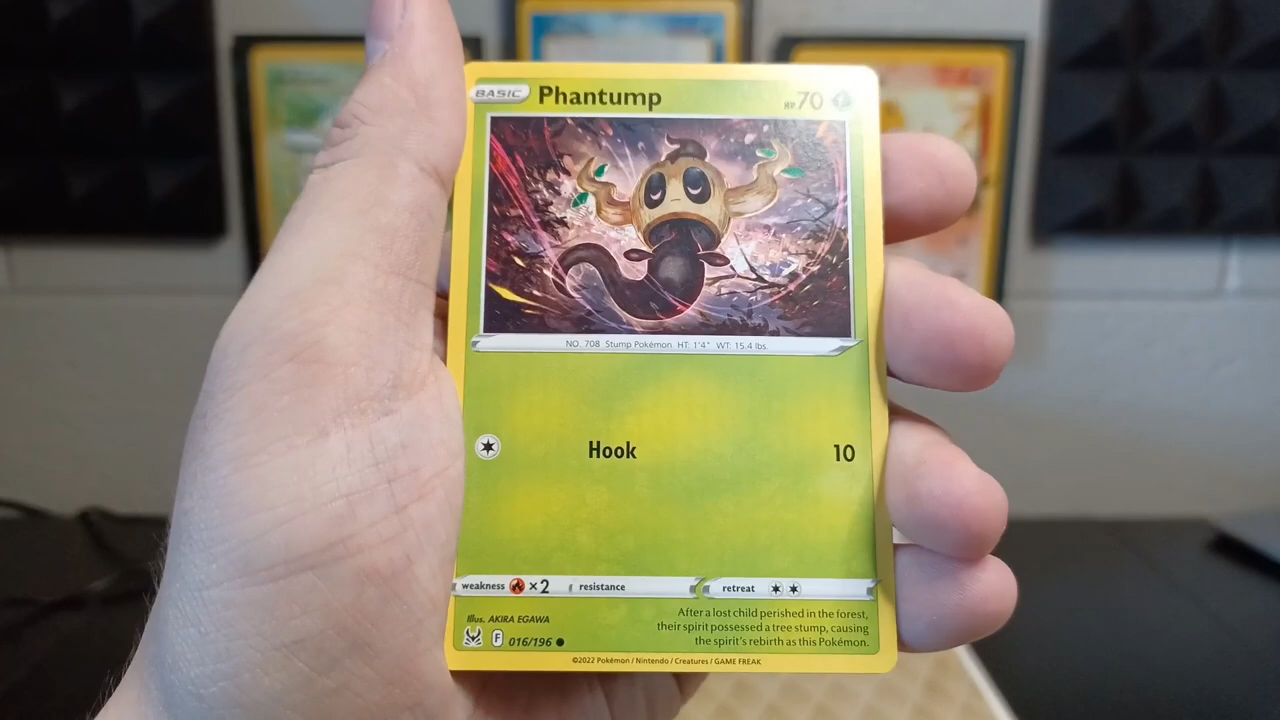 BASIC Phantump HP 70
NO. 708 Stump Pokémon HT: 1'4" WT: 15.4 lbs.
Hook 10
weakness ×2 resistance retreat
Illus. AKIRA EGAWA
After a lost child perished in the forest,
their spirit possessed a tree stump, causing
the spirit's rebirth as this Pokémon.
F 016/196
©2022 Pokémon / Nintendo / Creatures / GAME FREAK